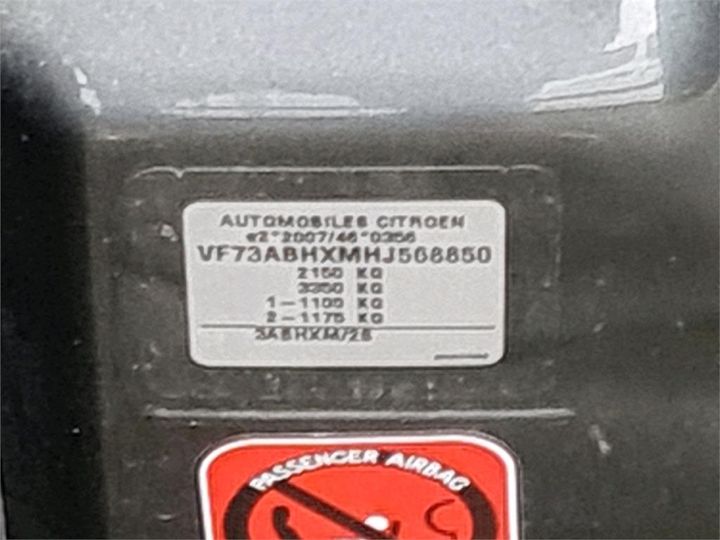 AUTOMOBILES CITROEN
e2*2007/46*0356
VF73ABHXMHJ568850
2150 KG
3350 KG
1-1100 KG
2-1175 KG
3ABHXM/26
PASSENGER AIRBAG